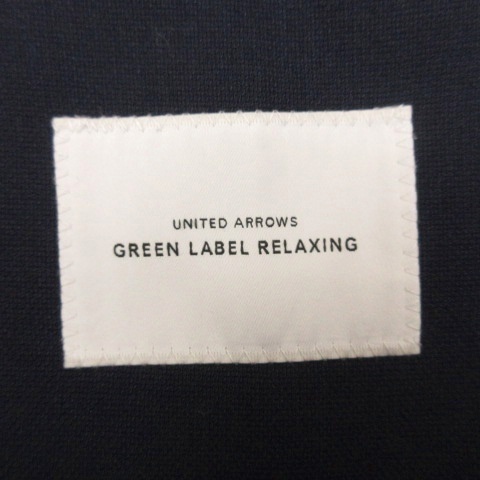 UNITED ARROWS
GREEN LABEL RELAXING